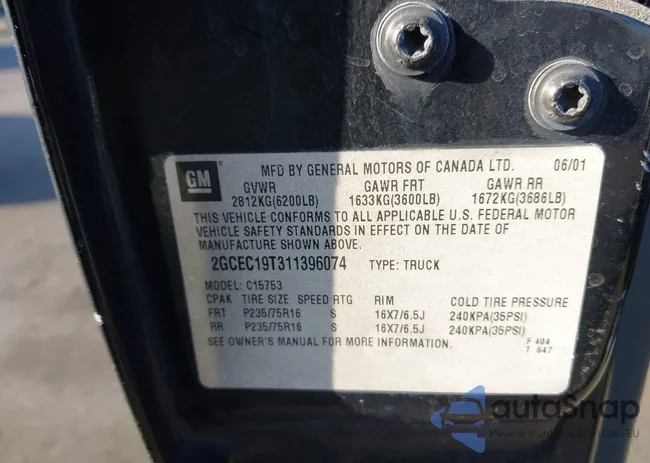 GM
MFD BY GENERAL MOTORS OF CANADA LTD. 06/01
GVWR GAWR FRT GAWR RR
2812KG(6200LB) 1633KG(3600LB) 1672KG(3686LB)
THIS VEHICLE CONFORMS TO ALL APPLICABLE U.S. FEDERAL MOTOR
VEHICLE SAFETY STANDARDS IN EFFECT ON THE DATE OF
MANUFACTURE SHOWN ABOVE.
2GCEC19T311396074 TYPE: TRUCK
MODEL: C15753
CPAK TIRE SIZE SPEED RTG RIM COLD TIRE PRESSURE
FRT P235/75R16 S 16X7/6.5J 240KPA(35PSI)
RR P235/75R16 S 16X7/6.5J 240KPA(35PSI)
SEE OWNER'S MANUAL FOR MORE INFORMATION.
F 494
T 647
autoSnap